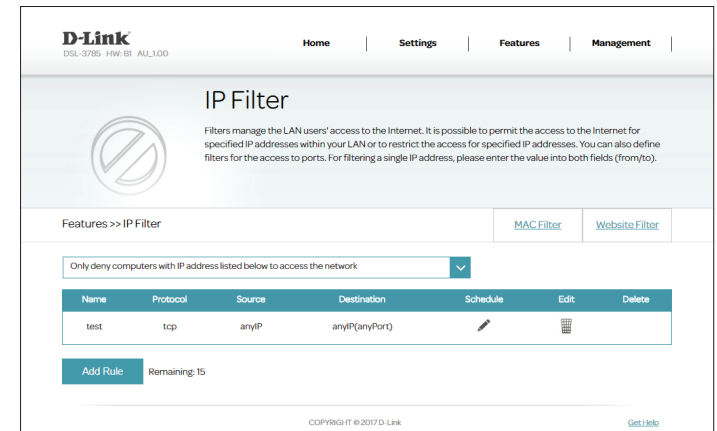 D-Link
DSL-3785 HW: B1 AU_1.00
Home Settings Features Management
IP Filter
Filters manage the LAN users' access to the Internet. It is possible to permit the access to the Internet for
specified IP addresses within your LAN or to restrict the access for specified IP addresses. You can also define
filters for the access to ports. For filtering a single IP address, please enter the value into both fields (from/to).
Features >> IP Filter
MAC Filter Website Filter
Only deny computers with IP address listed below to access the network
Name Protocol Source Destination Schedule Edit Delete
test tcp anyIP anyIP(anyPort)
Add Rule Remaining: 15
COPYRIGHT © 2017 D-Link Get Help